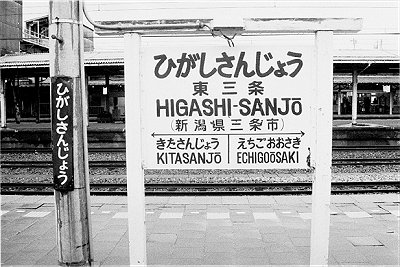 ひがしさんじょう
ひがしさんじょう
東三条
HIGASHI-SANJŌ
(新潟県三条市)
きたさんじょう えちごおおさき
KITASANJŌ ECHIGOŌSAKI